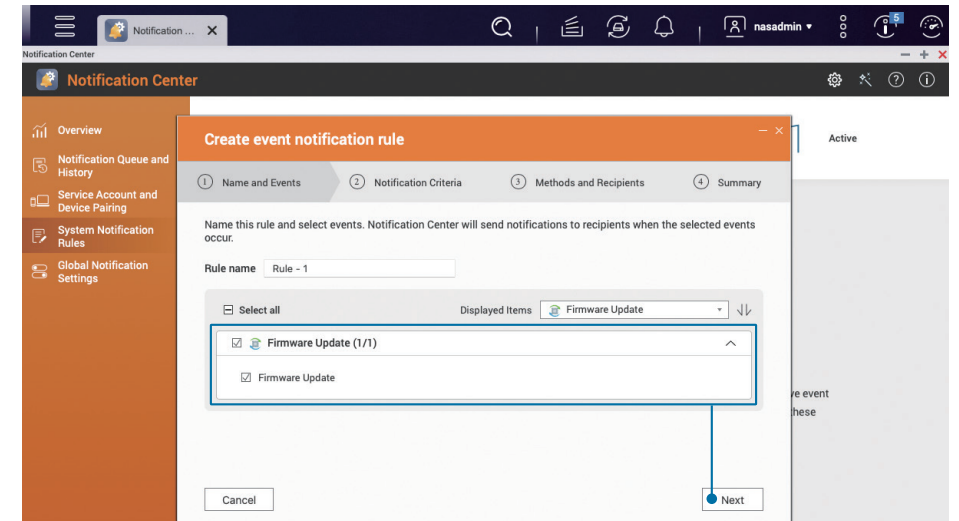 Notification ... X
nasadmin
5
Notification Center
Notification Center
Overview
Notification Queue and
History
Service Account and
Device Pairing
System Notification
Rules
Global Notification
Settings
Active
Create event notification rule
1 Name and Events
2 Notification Criteria
3 Methods and Recipients
4 Summary
Name this rule and select events. Notification Center will send notifications to recipients when the selected events
occur.
Rule name Rule - 1
Select all
Displayed Items Firmware Update
Firmware Update (1/1)
Firmware Update
ve event
these
Cancel
Next